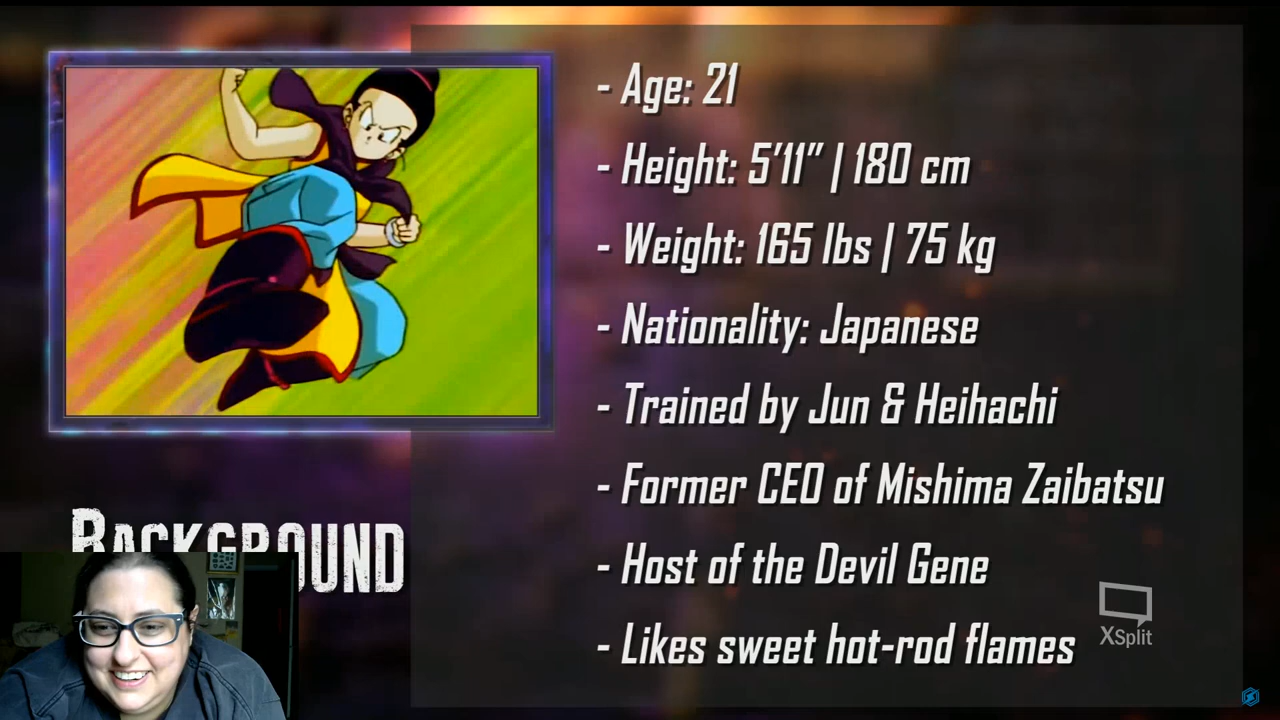 - Age: 21
- Height: 5'11" | 180 cm
- Weight: 165 lbs | 75 kg
- Nationality: Japanese
- Trained by Jun & Heihachi
- Former CEO of Mishima Zaibatsu
- Host of the Devil Gene
- Likes sweet hot-rod flames
BACKGROUND
XSplit